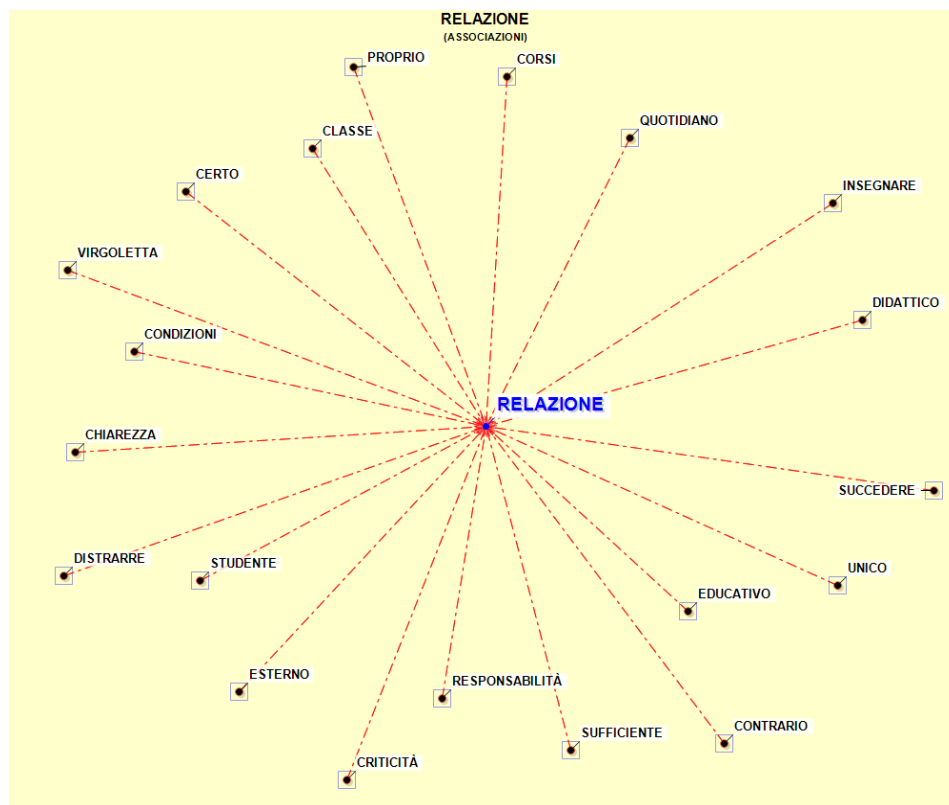 RELAZIONE
(ASSOCIAZIONI)
PROPRIO
CORSI
QUOTIDIANO
CLASSE
CERTO
INSEGNARE
VIRGOLETTA
DIDATTICO
CONDIZIONI
RELAZIONE
CHIAREZZA
SUCCEDERE
DISTRARRE
STUDENTE
UNICO
EDUCATIVO
ESTERNO
RESPONSABILITÀ
CONTRARIO
SUFFICIENTE
CRITICITÀ